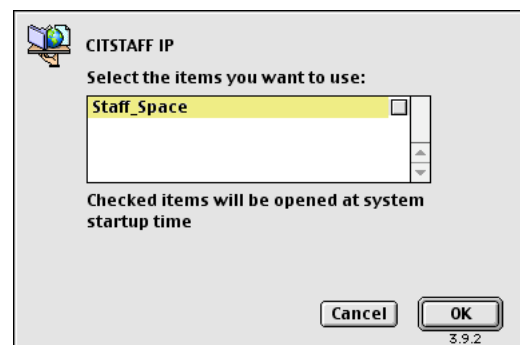 CITSTAFF IP
Select the items you want to use:
Staff_Space
Checked items will be opened at system
startup time
Cancel
OK
3.9.2